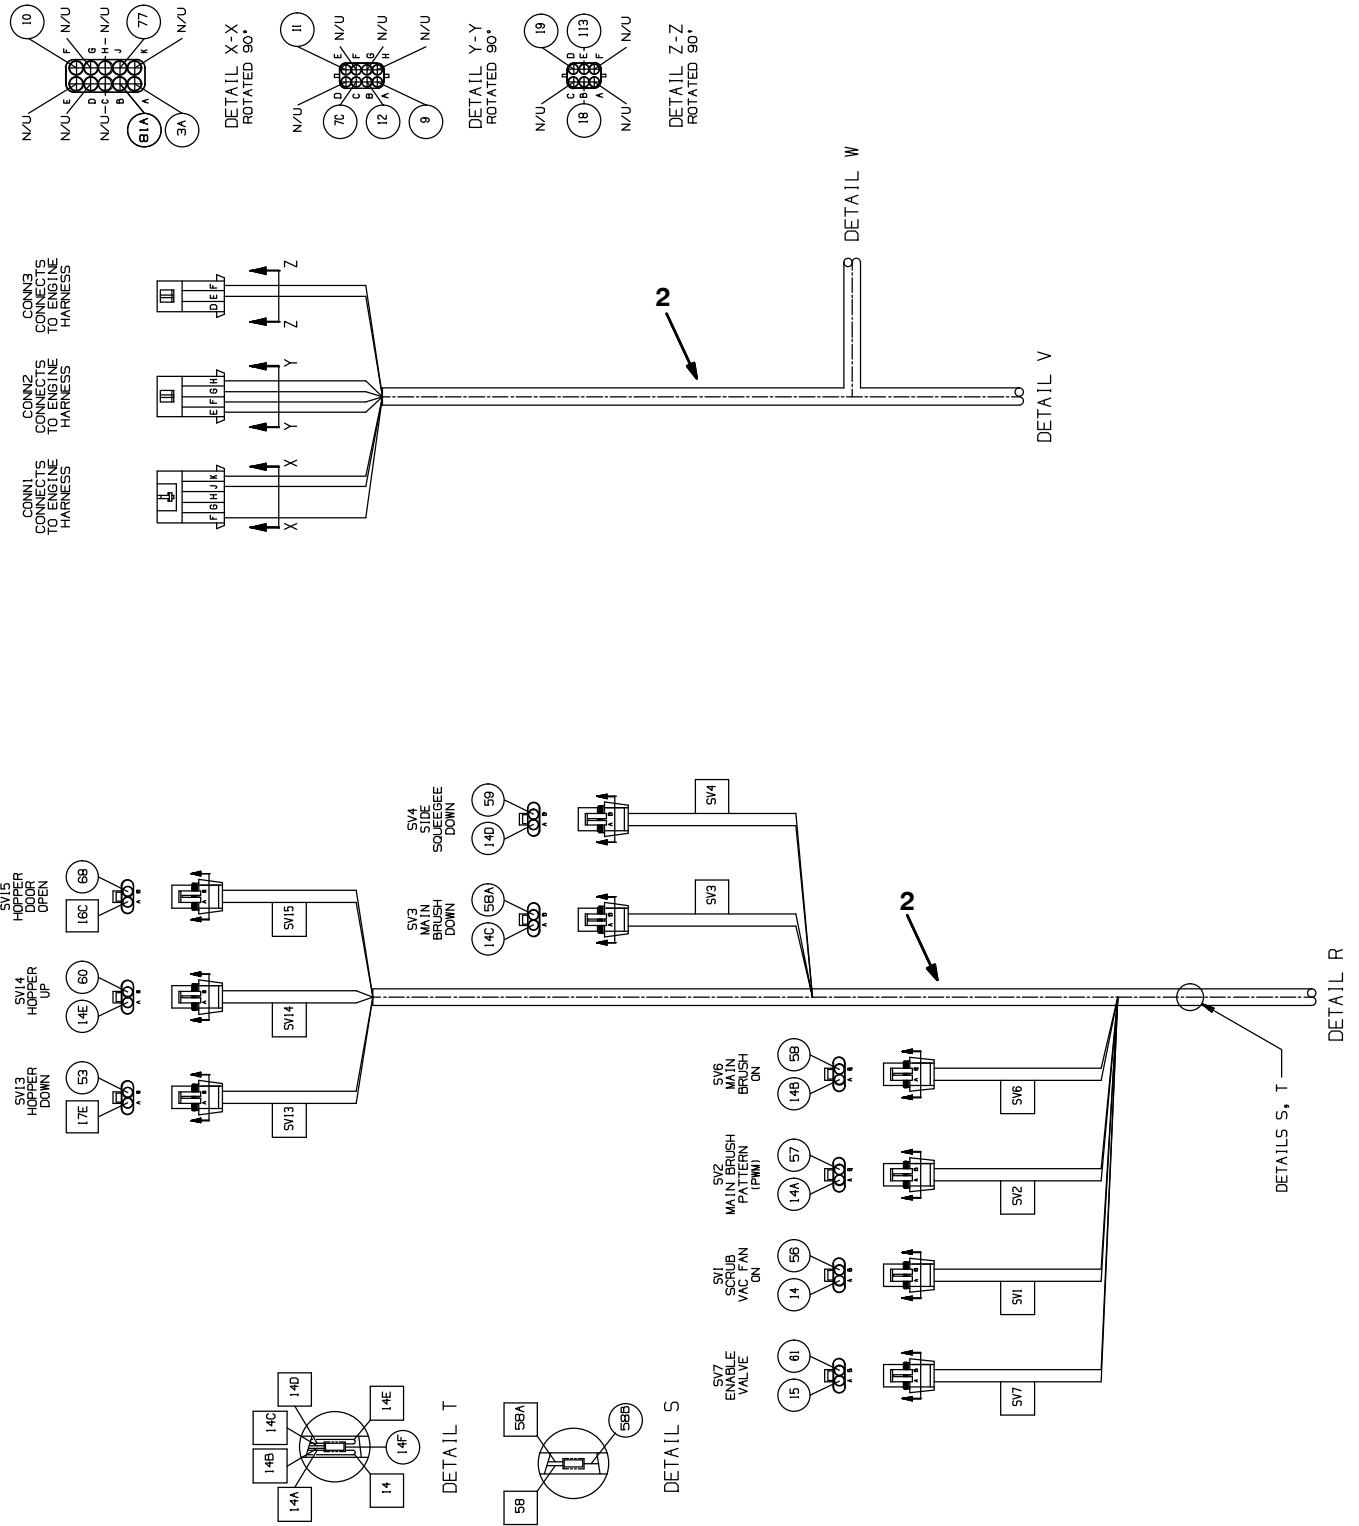 10
N/U
N/U
77
N/U
F
G
H
J
K
E
D
C
B
A
N/U
N/U
N/U
81A
3A
DETAIL X-X
ROTATED 90°
11
N/U
N/U
N/U
E
F
G
H
D
C
B
A
N/U
7C
12
9
DETAIL Y-Y
ROTATED 90°
19
113
N/U
D
E
F
C
B
A
N/U
18
N/U
DETAIL Z-Z
ROTATED 90°
CONN1
CONNECTS
TO ENGINE
HARNESS
F G H J K
X X
CONN2
CONNECTS
TO ENGINE
HARNESS
E F G H
Y Y
CONN3
CONNECTS
TO ENGINE
HARNESS
D E F
Z Z
2
DETAIL W
DETAIL V
SV13
HOPPER
DOWN
17E
53
A B
SV13
SV14
HOPPER
UP
14E
60
A B
SV14
SV15
HOPPER
DOOR
OPEN
16C
68
A B
SV15
SV3
MAIN
BRUSH
DOWN
14C
58A
A B
SV3
SV4
SIDE
SQUEEGEE
DOWN
14D
59
A B
SV4
2
SV7
ENABLE
VALVE
15
61
A B
SV7
SV1
SCRUB
VAC FAN
ON
14
56
A B
SV1
SV2
MAIN BRUSH
PATTERN
(PWM)
14A
57
A B
SV2
SV6
MAIN
BRUSH
ON
14B
58
A B
SV6
DETAILS S, T
DETAIL R
14A
14B
14C
14D
14
14F
14E
DETAIL T
58
58A
58B
DETAIL S